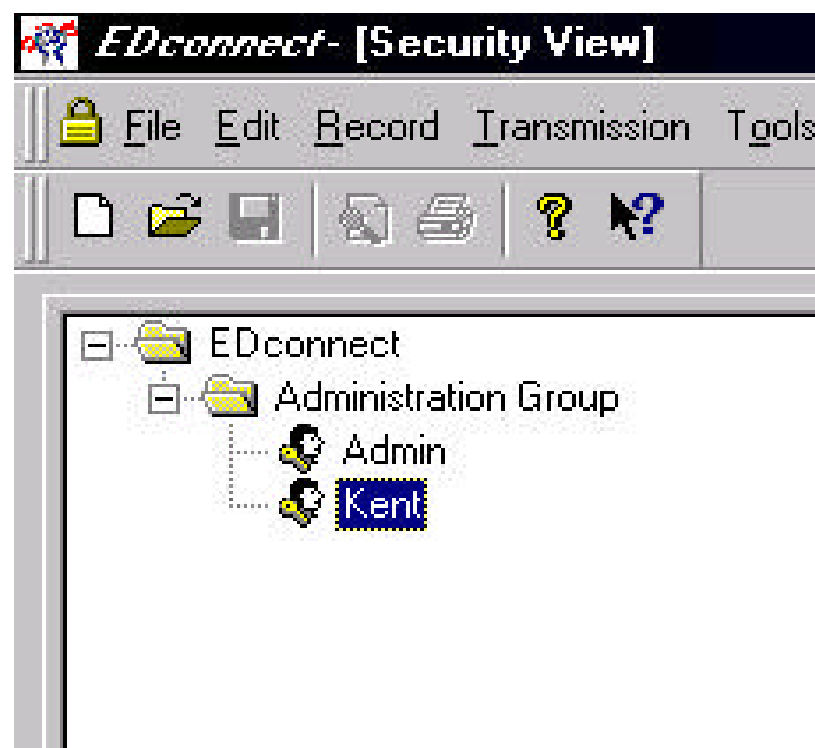 EDconnect - [Security View]
File Edit Record Transmission Tools
EDconnect
Administration Group
Admin
Kent